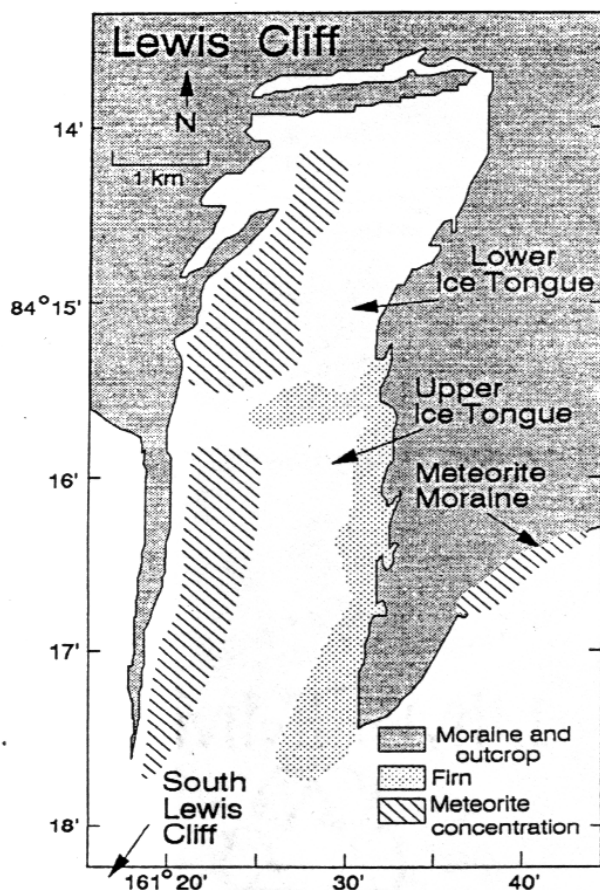 Lewis Cliff
N
1 km
14'
84° 15'
16'
17'
18'
Lower
Ice Tongue
Upper
Ice Tongue
Meteorite
Moraine
South
Lewis
Cliff
Moraine and
outcrop
Firn
Meteorite
concentration
161° 20'
30'
40'